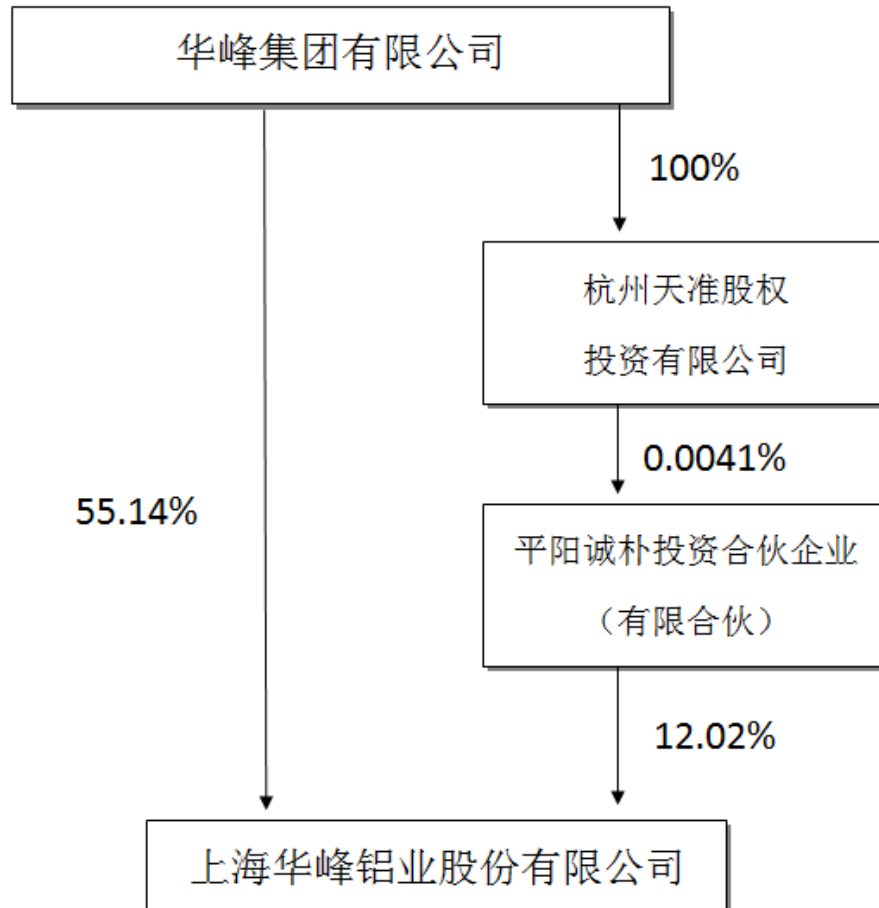 华峰集团有限公司
100%
杭州天准股权
投资有限公司
0.0041%
55.14%
平阳诚朴投资合伙企业
（有限合伙）
12.02%
上海华峰铝业股份有限公司